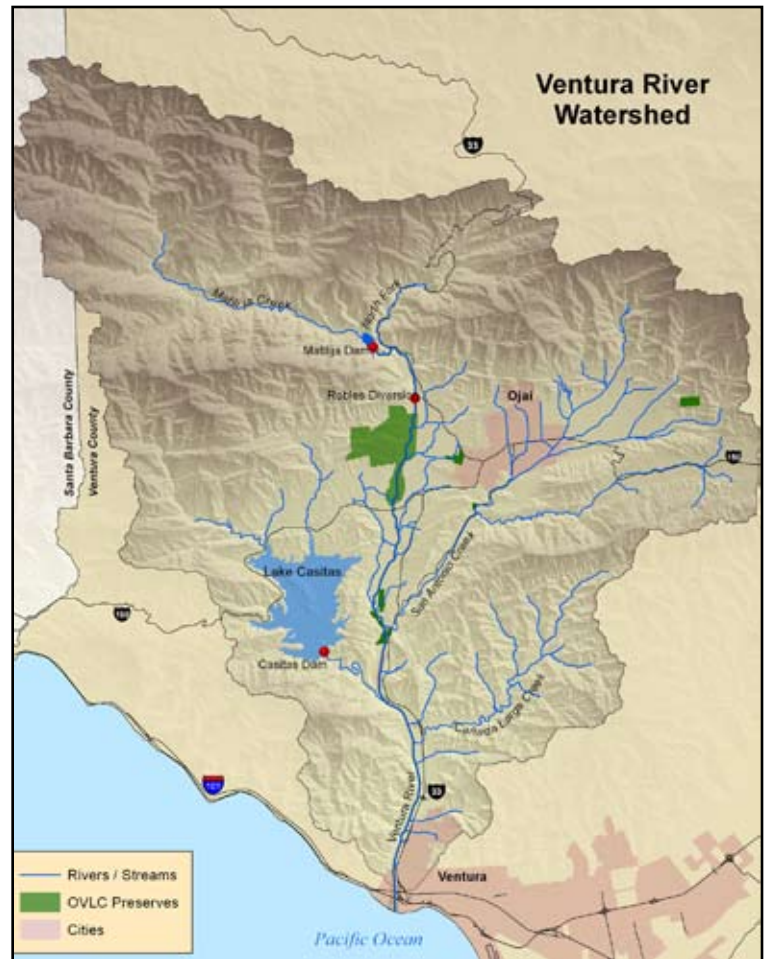 Ventura River
Watershed
33
Matilija Creek
North Fork
Matilija Dam
Robles Diversion
Ojai
Santa Barbara County
Ventura County
150
Lake Casitas
San Antonio Creek
150
Casitas Dam
Cañada Larga Creek
101
Ventura River
33
Ventura
Rivers / Streams
OVLC Preserves
Cities
Pacific Ocean